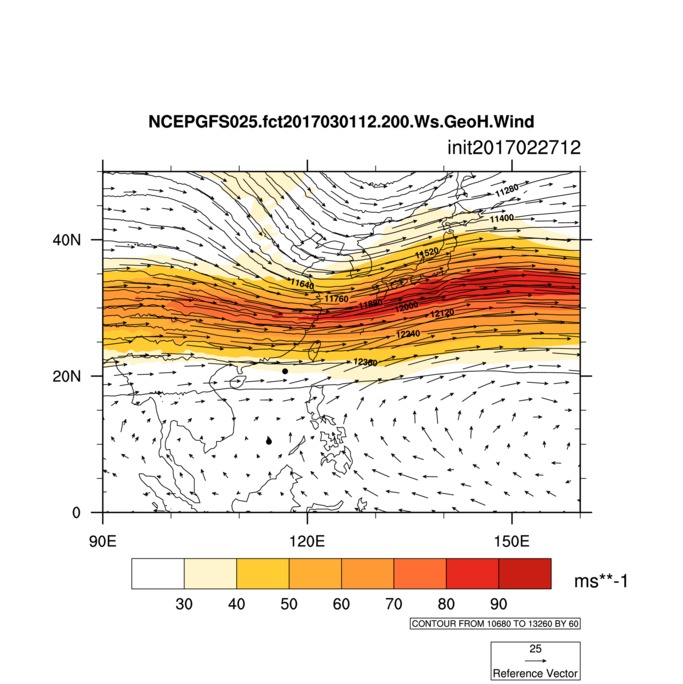 NCEPGFS025.fct2017030112.200.Ws.GeoH.Wind
init2017022712
11280
11400
40N
11520
11640
11760
11880
12000
12120
12240
12360
20N
0
90E 120E 150E
ms**-1
30 40 50 60 70 80 90
CONTOUR FROM 10680 TO 13260 BY 60
25
Reference Vector